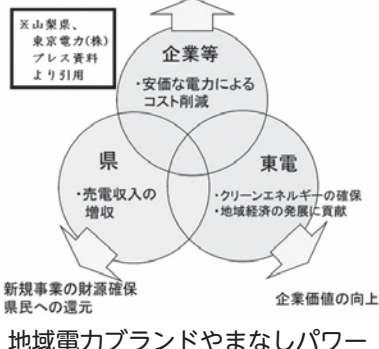 ※山梨県、
東京電力(株)
プレス資料
より引用
企業等
・安価な電力による
コスト削減
県
・売電収入の
増収
東電
・クリーンエネルギーの確保
・地域経済の発展に貢献
新規事業の財源確保
県民への還元
企業価値の向上
地域電力ブランドやまなしパワー